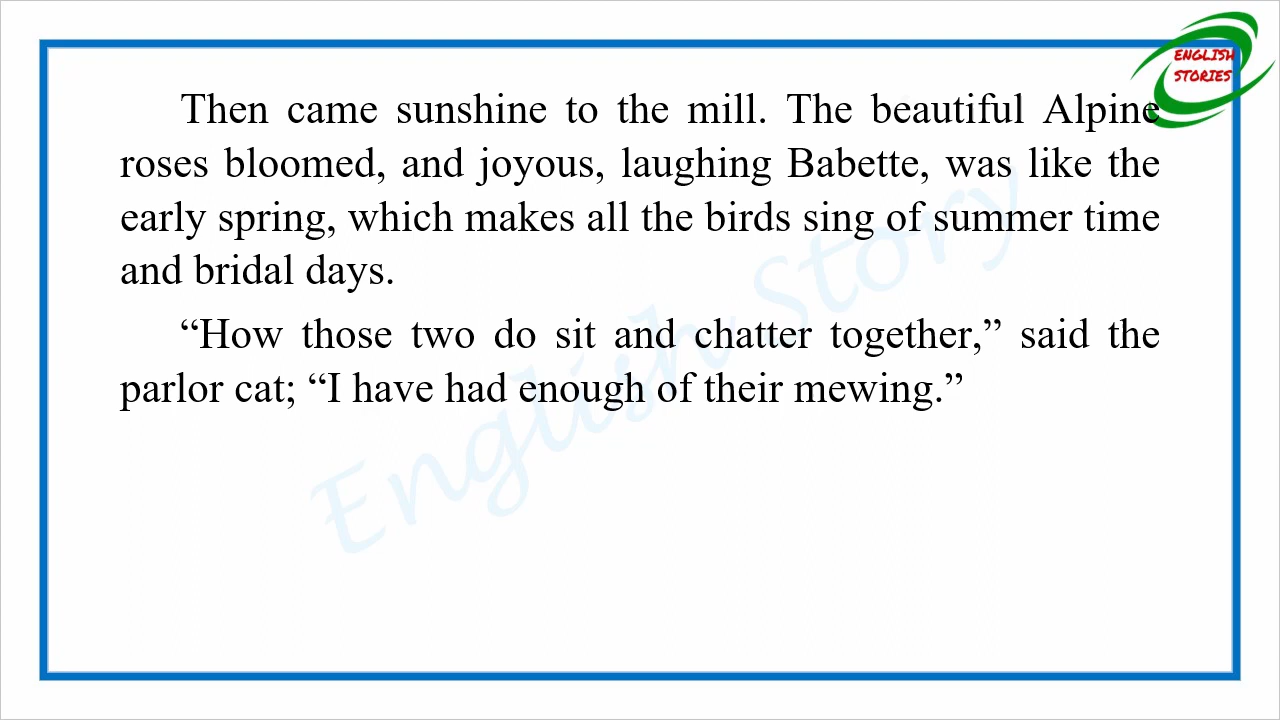 ENGLISH
STORIES
Then came sunshine to the mill. The beautiful Alpine
roses bloomed, and joyous, laughing Babette, was like the
early spring, which makes all the birds sing of summer time
and bridal days.
“How those two do sit and chatter together,” said the
parlor cat; “I have had enough of their mewing.”
English Story